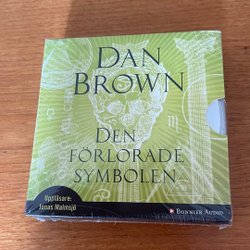 DAN
BROWN
DEN
FÖRLORADE
SYMBOLEN
Uppläsare:
Jonas Malmsjö
BONNIER AUDIO